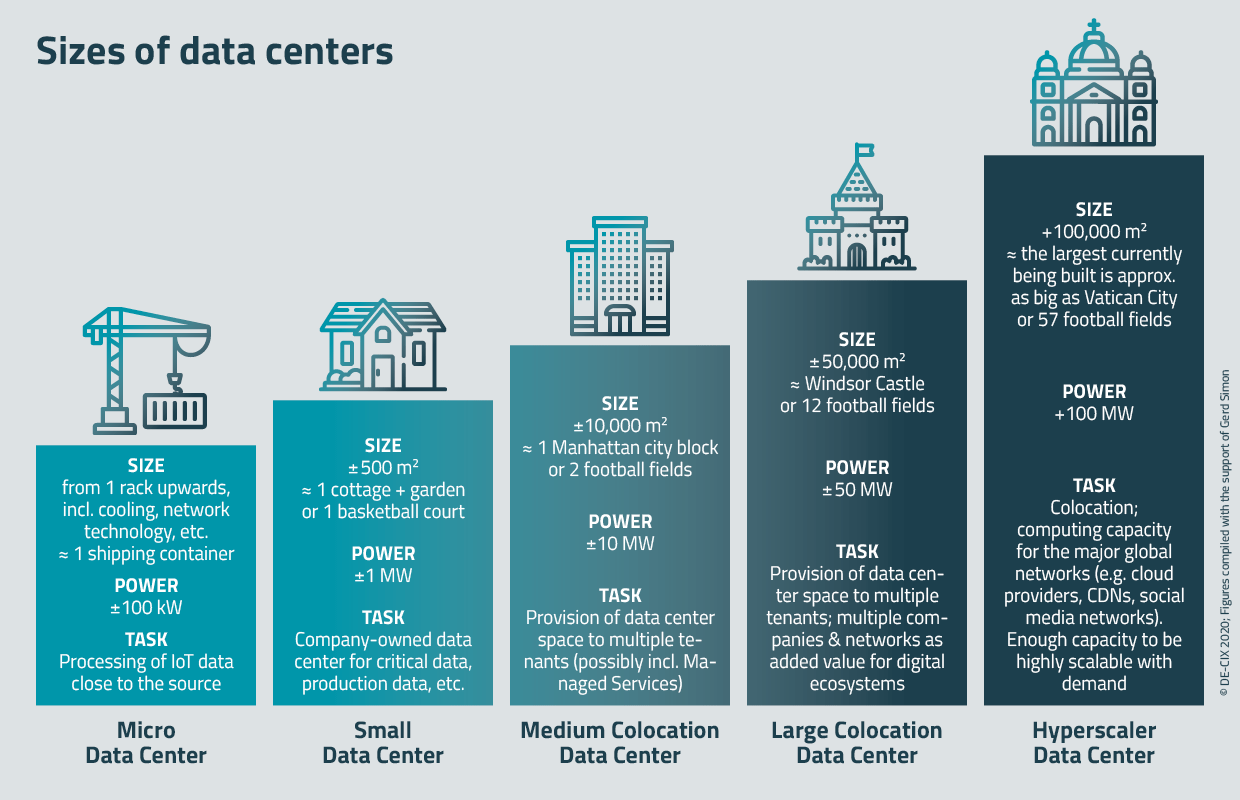 Sizes of data centers
SIZE
from 1 rack upwards,
incl. cooling, network
technology, etc.
≈ 1 shipping container
POWER
±100 kW
TASK
Processing of IoT data
close to the source
Micro
Data Center
SIZE
±500 m²
≈ 1 cottage + garden
or 1 basketball court
POWER
±1 MW
TASK
Company-owned data
center for critical data,
production data, etc.
Small
Data Center
SIZE
±10,000 m²
≈ 1 Manhattan city block
or 2 football fields
POWER
±10 MW
TASK
Provision of data center
space to multiple te-
nants (possibly incl. Ma-
naged Services)
Medium Colocation
Data Center
SIZE
±50,000 m²
≈ Windsor Castle
or 12 football fields
POWER
±50 MW
TASK
Provision of data cen-
ter space to multiple
tenants; multiple com-
panies & networks as
added value for digital
ecosystems
Large Colocation
Data Center
SIZE
+100,000 m²
≈ the largest currently
being built is approx.
as big as Vatican City
or 57 football fields
POWER
+100 MW
TASK
Colocation;
computing capacity
for the major global
networks (e.g. cloud
providers, CDNs, social
media networks).
Enough capacity to be
highly scalable with
demand
Hyperscaler
Data Center
© DE-CIX 2020; Figures compiled with the support of Gerd Simon